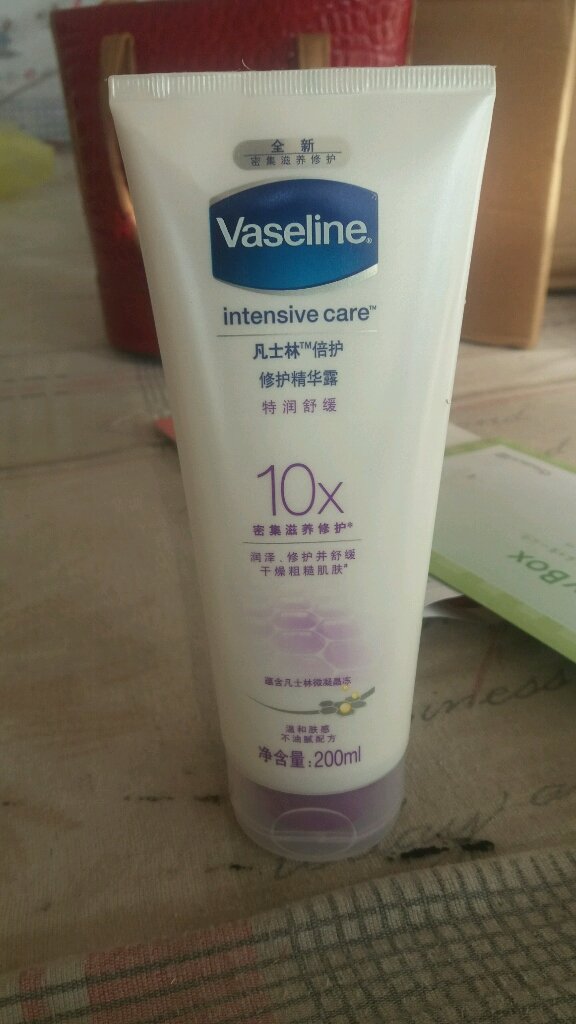 全新
密集滋养修护
Vaseline®
intensive care™
凡士林™倍护
修护精华露
特润舒缓
10x
密集滋养修护*
润泽、修护并舒缓
干燥粗糙肌肤#
蕴含凡士林微凝晶冻
温和肤感
不油腻配方
净含量:200ml
Box
iness